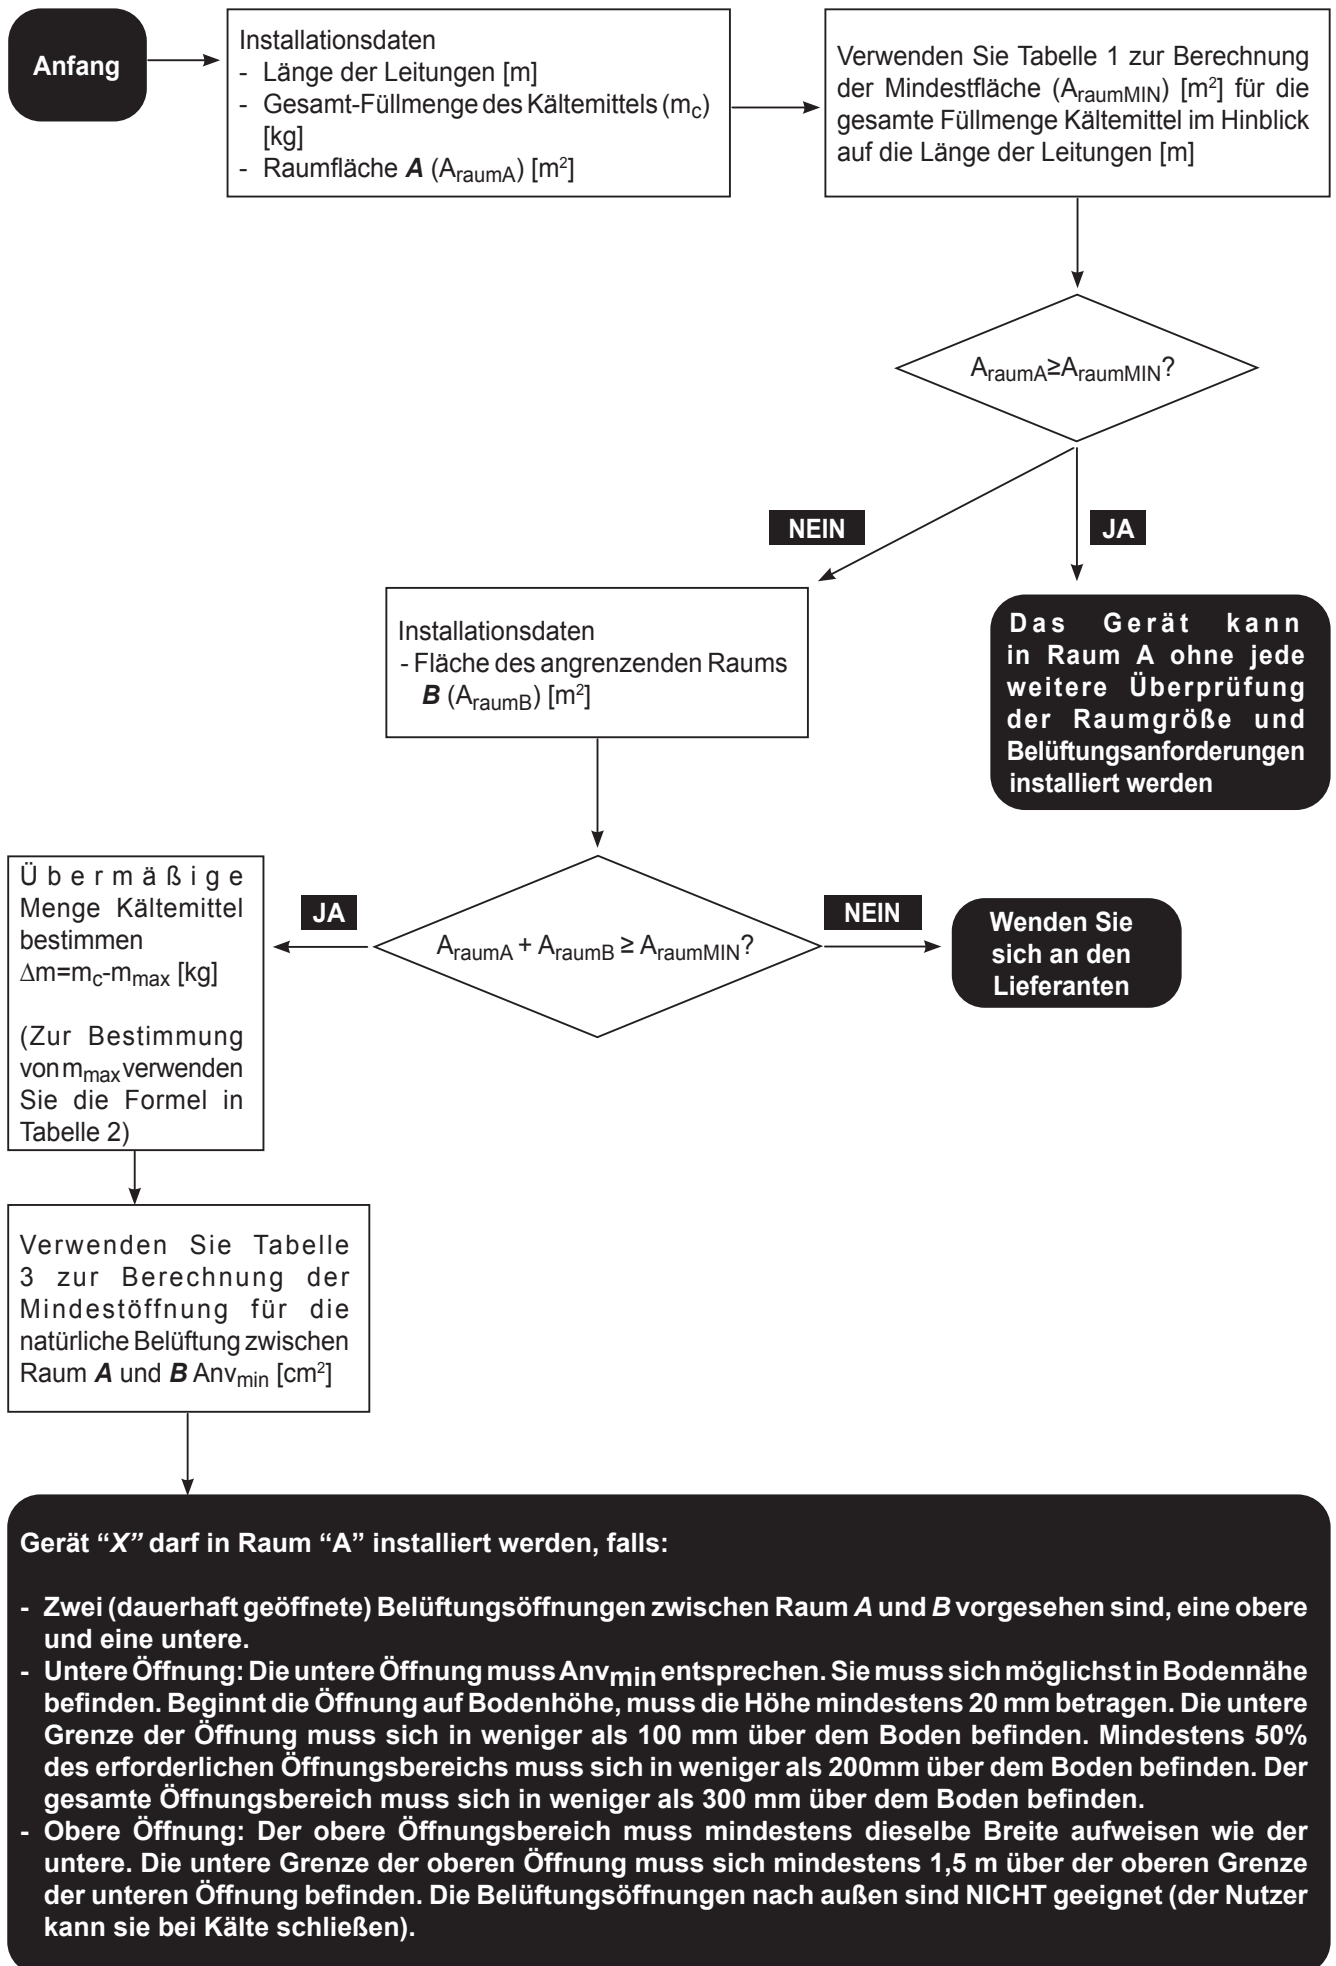 Anfang
Installationsdaten
- Länge der Leitungen [m]
- Gesamt-Füllmenge des Kältemittels (mc)
[kg]
- Raumfläche A (AraumA) [m²]
Verwenden Sie Tabelle 1 zur Berechnung
der Mindestfläche (AraumMIN) [m²] für die
gesamte Füllmenge Kältemittel im Hinblick
auf die Länge der Leitungen [m]
AraumA≥AraumMIN?
NEIN
JA
Das Gerät kann
in Raum A ohne jede
weitere Überprüfung
der Raumgröße und
Belüftungsanforderungen
installiert werden
Installationsdaten
- Fläche des angrenzenden Raums
B (AraumB) [m²]
AraumA + AraumB ≥ AraumMIN?
JA
NEIN
Wenden Sie
sich an den
Lieferanten
Übermäßige
Menge Kältemittel
bestimmen
Δm=mc-mmax [kg]
(Zur Bestimmung
von mmax verwenden
Sie die Formel in
Tabelle 2)
Verwenden Sie Tabelle
3 zur Berechnung der
Mindestöffnung für die
natürliche Belüftung zwischen
Raum A und B Anvmin [cm²]
Gerät “X” darf in Raum “A” installiert werden, falls:
- Zwei (dauerhaft geöffnete) Belüftungsöffnungen zwischen Raum A und B vorgesehen sind, eine obere
und eine untere.
- Untere Öffnung: Die untere Öffnung muss Anvmin entsprechen. Sie muss sich möglichst in Bodennähe
befinden. Beginnt die Öffnung auf Bodenhöhe, muss die Höhe mindestens 20 mm betragen. Die untere
Grenze der Öffnung muss sich in weniger als 100 mm über dem Boden befinden. Mindestens 50%
des erforderlichen Öffnungsbereichs muss sich in weniger als 200mm über dem Boden befinden. Der
gesamte Öffnungsbereich muss sich in weniger als 300 mm über dem Boden befinden.
- Obere Öffnung: Der obere Öffnungsbereich muss mindestens dieselbe Breite aufweisen wie der
untere. Die untere Grenze der oberen Öffnung muss sich mindestens 1,5 m über der oberen Grenze
der unteren Öffnung befinden. Die Belüftungsöffnungen nach außen sind NICHT geeignet (der Nutzer
kann sie bei Kälte schließen).